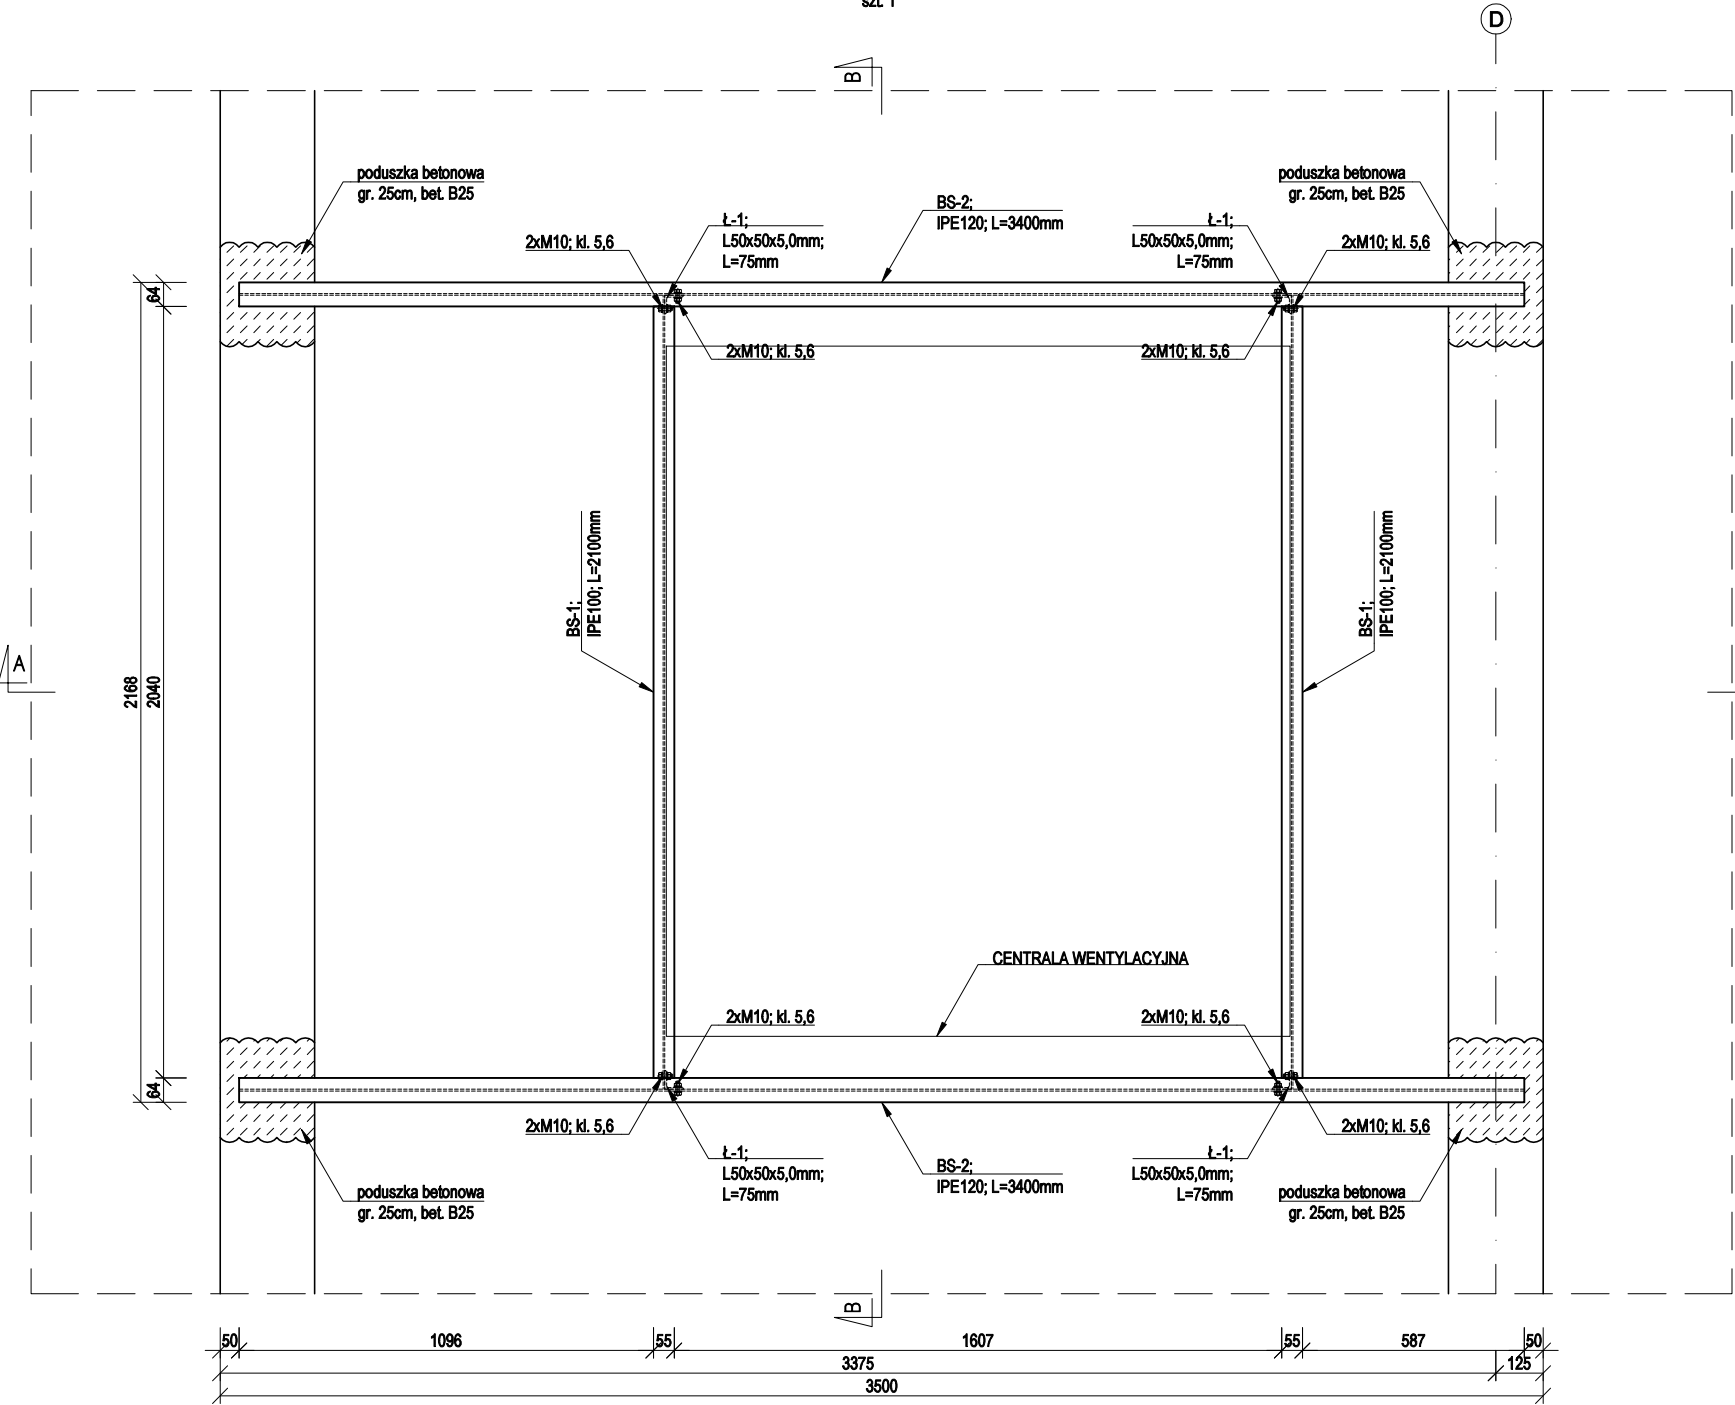 szt. 1
D
B
poduszka betonowa
gr. 25cm, bet. B25
poduszka betonowa
gr. 25cm, bet. B25
BS-2;
IPE120; L=3400mm
Ł-1;
L50x50x5,0mm;
L=75mm
Ł-1;
L50x50x5,0mm;
L=75mm
2xM10; kl. 5,6
2xM10; kl. 5,6
64
2xM10; kl. 5,6
2xM10; kl. 5,6
BS-1;
IPE100; L=2100mm
BS-1;
IPE100; L=2100mm
A
2168
2040
CENTRALA WENTYLACYJNA
2xM10; kl. 5,6
2xM10; kl. 5,6
64
2xM10; kl. 5,6
2xM10; kl. 5,6
Ł-1;
L50x50x5,0mm;
L=75mm
BS-2;
IPE120; L=3400mm
Ł-1;
L50x50x5,0mm;
L=75mm
poduszka betonowa
gr. 25cm, bet. B25
poduszka betonowa
gr. 25cm, bet. B25
B
50 1096 55 1607 55 587 50
3375 125
3500